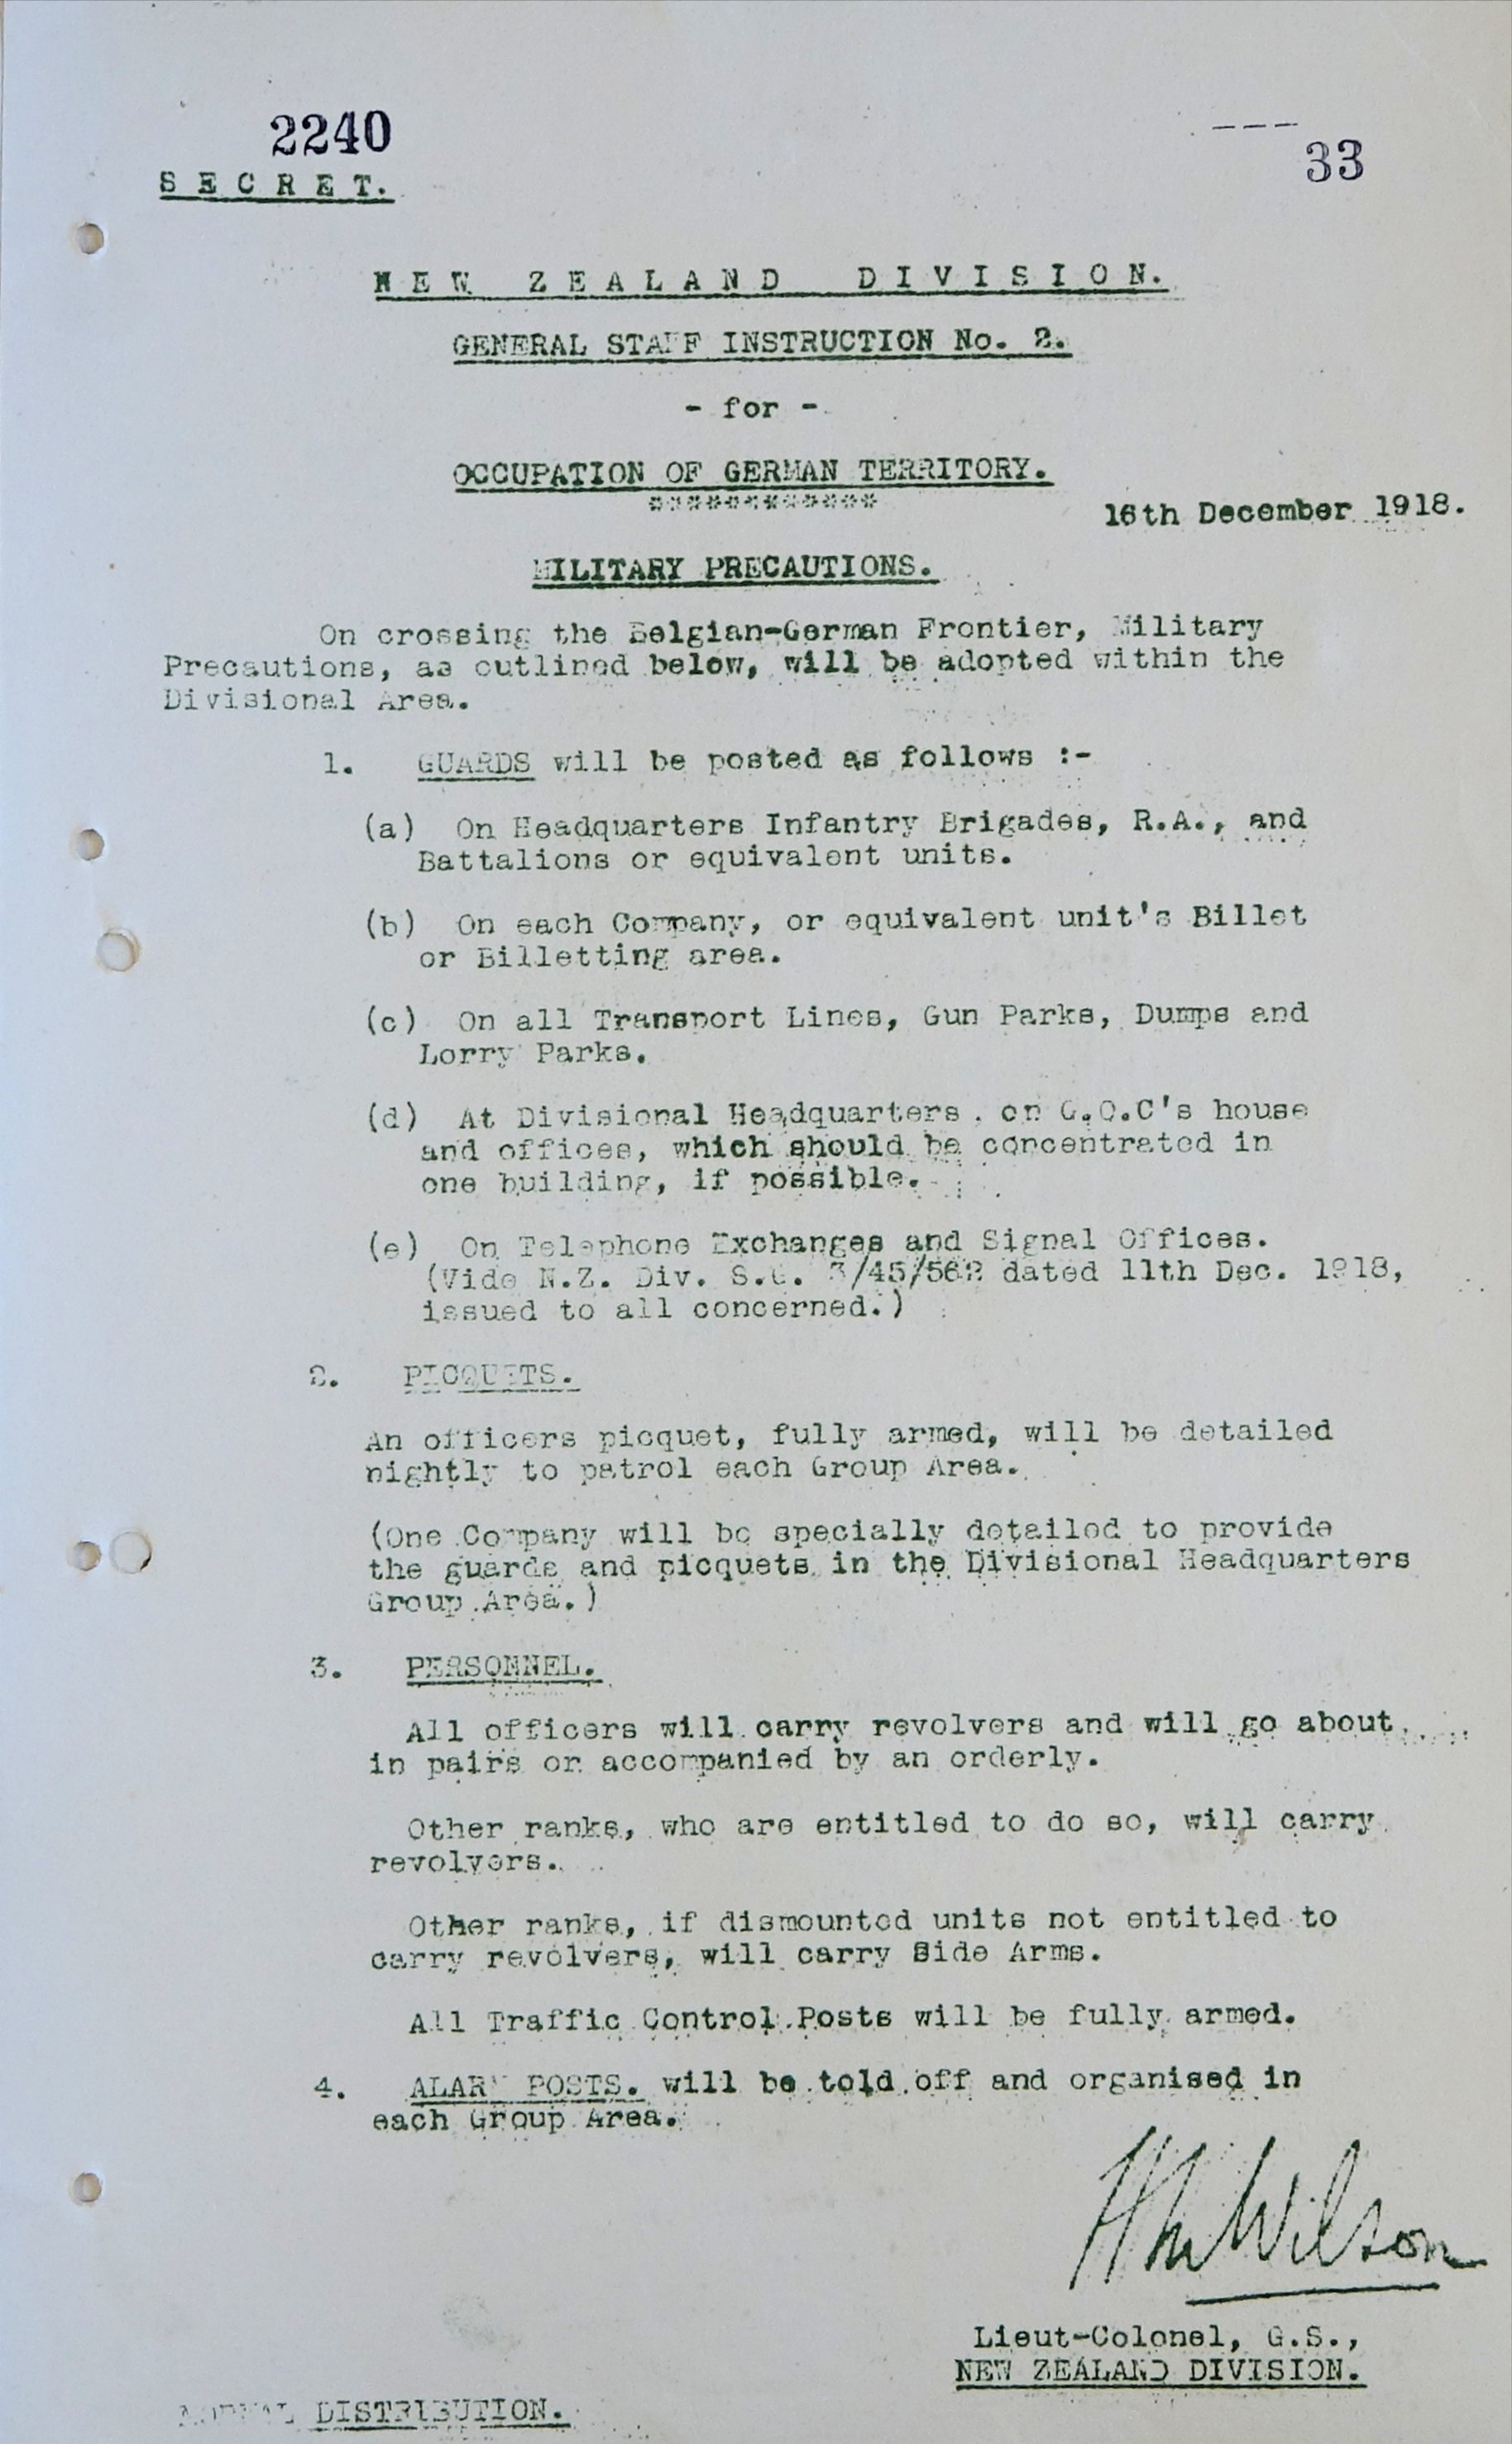 2240
33
SECRET.
NEW ZEALAND DIVISION.
GENERAL STAFF INSTRUCTION No. 2.
- for -
OCCUPATION OF GERMAN TERRITORY.
*************
16th December 1918.
MILITARY PRECAUTIONS.
On crossing the Belgian-German Frontier, Military
Precautions, as outlined below, will be adopted within the
Divisional Area.
1. GUARDS will be posted as follows :-
(a) On Headquarters Infantry Brigades, R.A., and
Battalions or equivalent units.
(b) On each Company, or equivalent unit's Billet
or Billetting area.
(c) On all Transport Lines, Gun Parks, Dumps and
Lorry Parks.
(d) At Divisional Headquarters, on G.O.C's house
and offices, which should be concentrated in
one building, if possible.
(e) On Telephone Exchanges and Signal Offices.
(Vide N.Z. Div. S.G. 3/45/562 dated 11th Dec. 1918,
issued to all concerned.)
2. PICQUETS.
An officers picquet, fully armed, will be detailed
nightly to patrol each Group Area.
(One Company will be specially detailed to provide
the guards and picquets in the Divisional Headquarters
Group Area.)
3. PERSONNEL.
All officers will carry revolvers and will go about
in pairs or accompanied by an orderly.
Other ranks, who are entitled to do so, will carry
revolvers.
Other ranks, if dismounted units not entitled to
carry revolvers, will carry Side Arms.
All Traffic Control Posts will be fully armed.
4. ALARM POSTS. will be told off and organised in
each Group Area.
HM Wilson
Lieut-Colonel, G.S.,
NEW ZEALAND DIVISION.
NORMAL DISTRIBUTION.